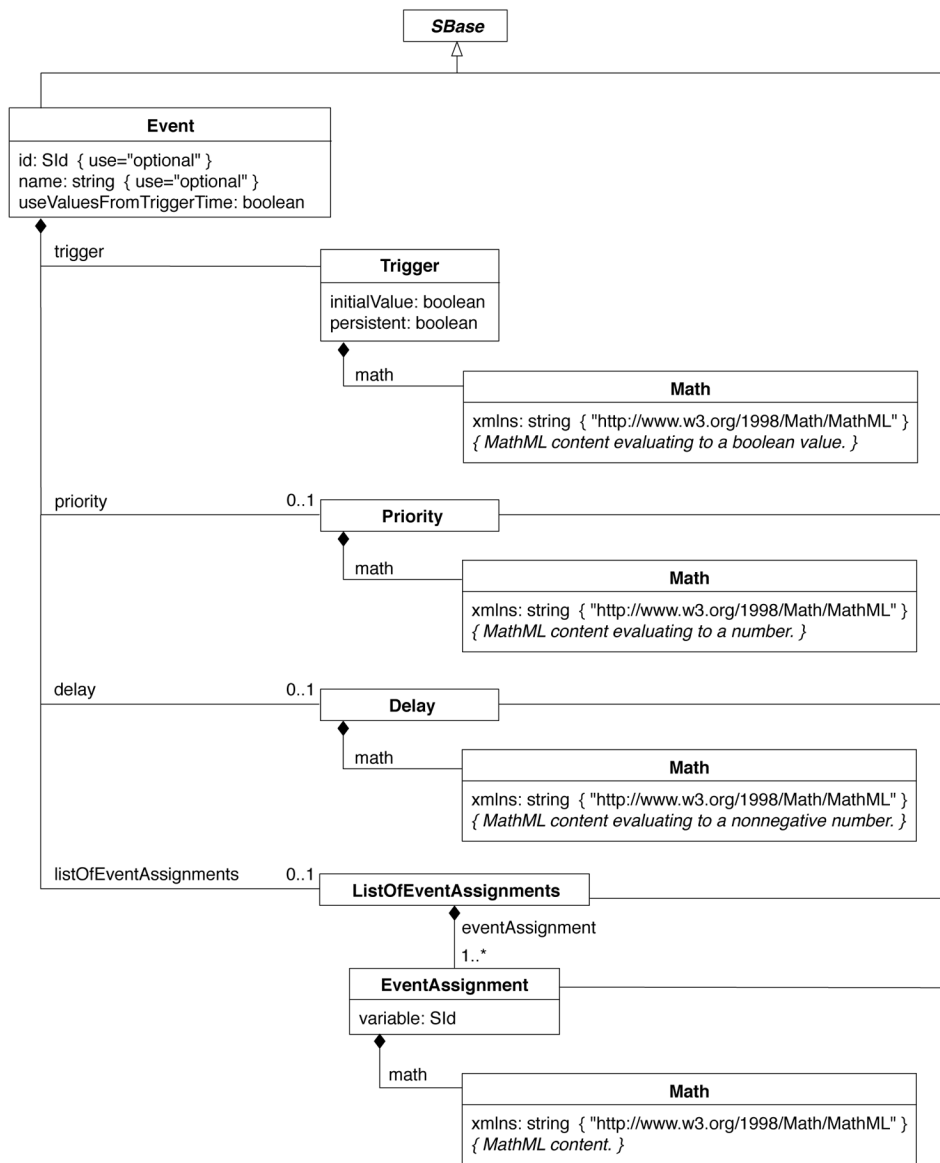 SBase
Event
id: SId { use="optional" }
name: string { use="optional" }
useValuesFromTriggerTime: boolean
trigger
Trigger
initialValue: boolean
persistent: boolean
math
Math
xmlns: string { "http://www.w3.org/1998/Math/MathML" }
{ MathML content evaluating to a boolean value. }
priority
0..1
Priority
math
Math
xmlns: string { "http://www.w3.org/1998/Math/MathML" }
{ MathML content evaluating to a number. }
delay
0..1
Delay
math
Math
xmlns: string { "http://www.w3.org/1998/Math/MathML" }
{ MathML content evaluating to a nonnegative number. }
listOfEventAssignments
0..1
ListOfEventAssignments
eventAssignment
1..*
EventAssignment
variable: SId
math
Math
xmlns: string { "http://www.w3.org/1998/Math/MathML" }
{ MathML content. }